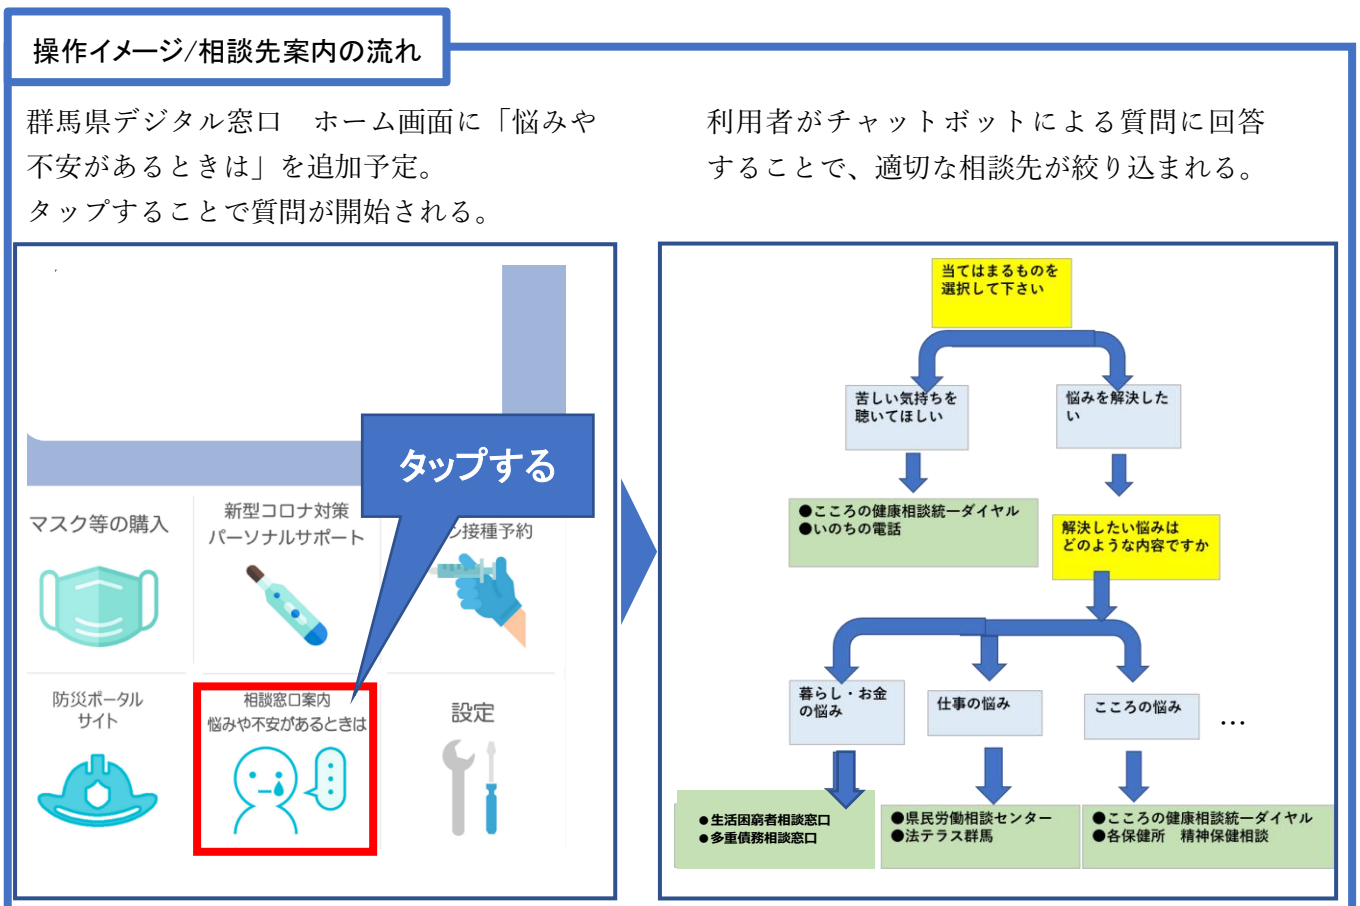 操作イメージ/相談先案内の流れ
群馬県デジタル窓口　ホーム画面に「悩みや
不安があるときは」を追加予定。
タップすることで質問が開始される。
利用者がチャットボットによる質問に回答
することで、適切な相談先が絞り込まれる。
タップする
マスク等の購入
新型コロナ対策
パーソナルサポート
ン接種予約
防災ポータル
サイト
相談窓口案内
悩みや不安があるときは
設定
当てはまるものを
選択して下さい
苦しい気持ちを
聴いてほしい
悩みを解決した
い
●こころの健康相談統一ダイヤル
●いのちの電話
解決したい悩みは
どのような内容ですか
暮らし・お金
の悩み
仕事の悩み
こころの悩み
…
●生活困窮者相談窓口
●多重債務相談窓口
●県民労働相談センター
●法テラス群馬
●こころの健康相談統一ダイヤル
●各保健所　精神保健相談